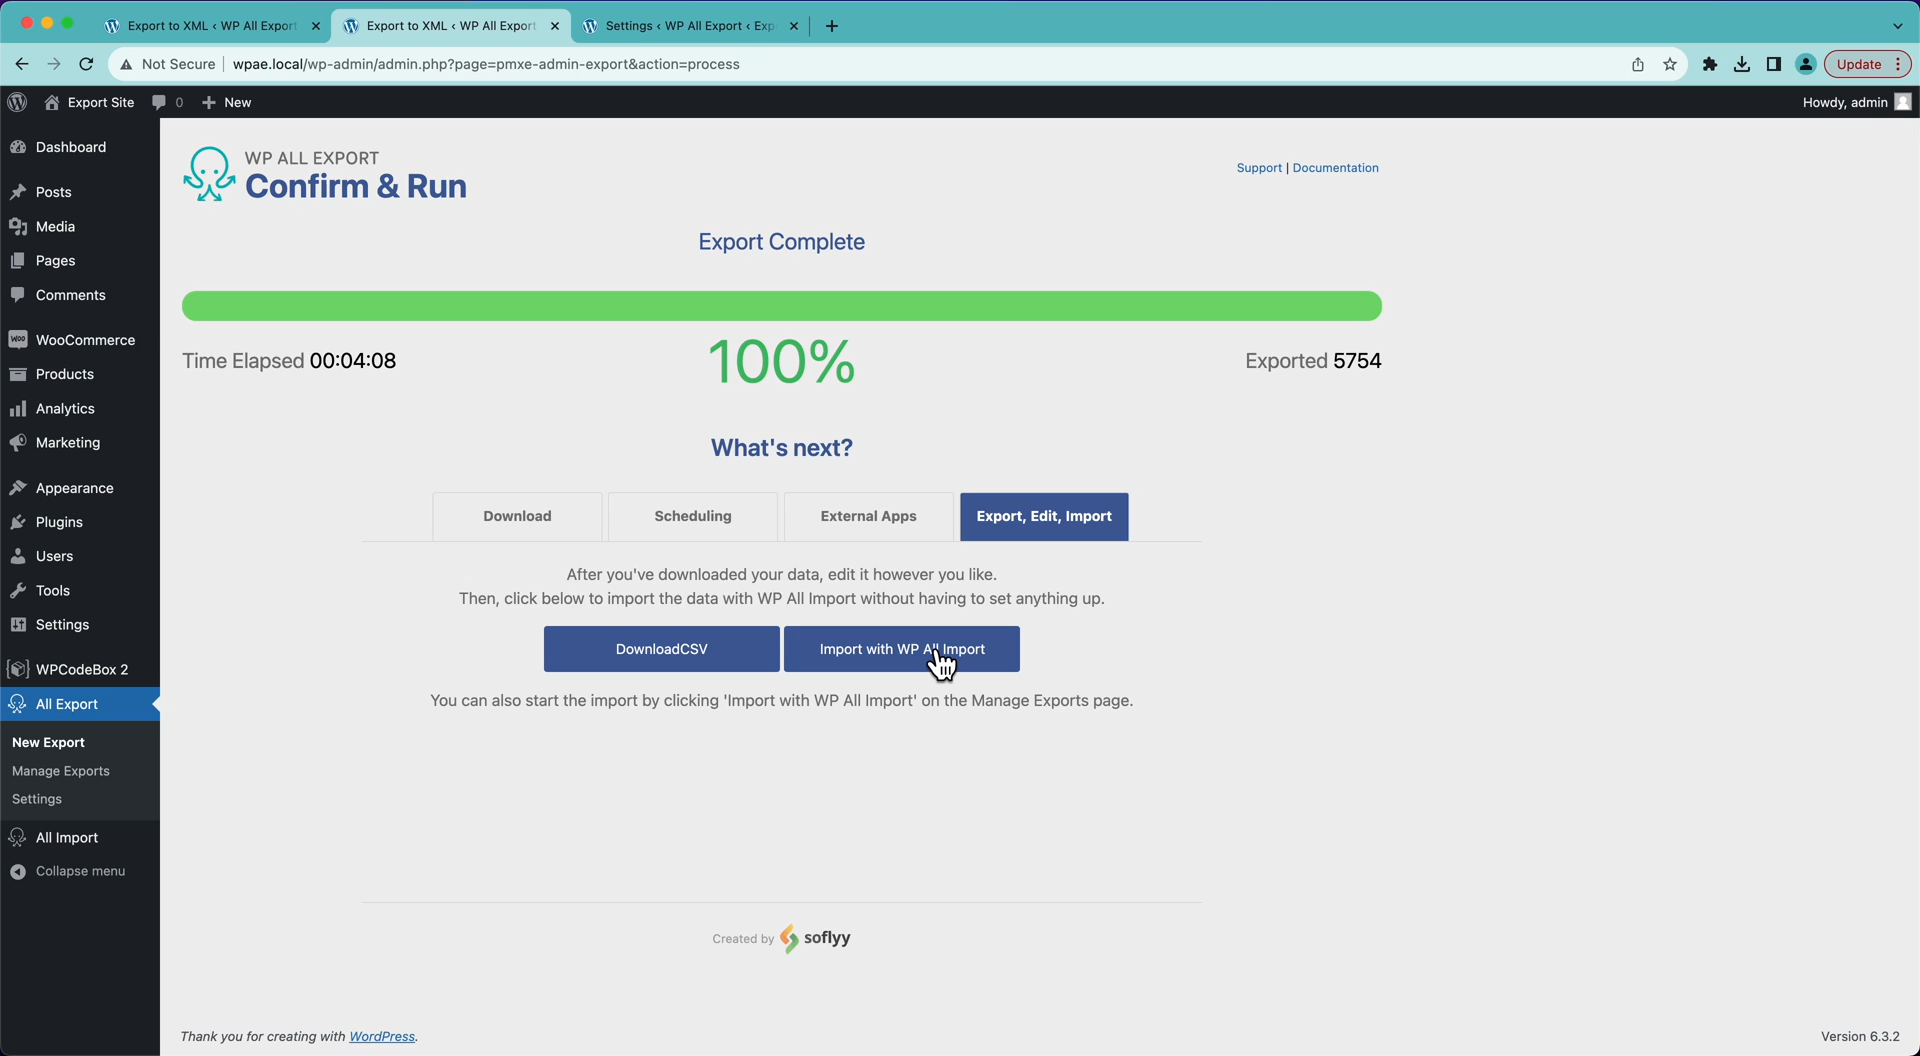 Export to XML ‹ WP All Export
Export to XML ‹ WP All Export
Settings ‹ WP All Export ‹ Exp
Not Secure
wpae.local/wp-admin/admin.php?page=pmxe-admin-export&action=process
Update
Export Site
0
New
Howdy, admin
Dashboard
Posts
Media
Pages
Comments
WooCommerce
Products
Analytics
Marketing
Appearance
Plugins
Users
Tools
Settings
WPCodeBox 2
All Export
New Export
Manage Exports
Settings
All Import
Collapse menu
WP ALL EXPORT
Confirm & Run
Support | Documentation
Export Complete
Time Elapsed 00:04:08
100%
Exported 5754
What's next?
Download
Scheduling
External Apps
Export, Edit, Import
After you've downloaded your data, edit it however you like.
Then, click below to import the data with WP All Import without having to set anything up.
DownloadCSV
Import with WP All Import
You can also start the import by clicking 'Import with WP All Import' on the Manage Exports page.
Created by soflyy
Thank you for creating with WordPress.
Version 6.3.2